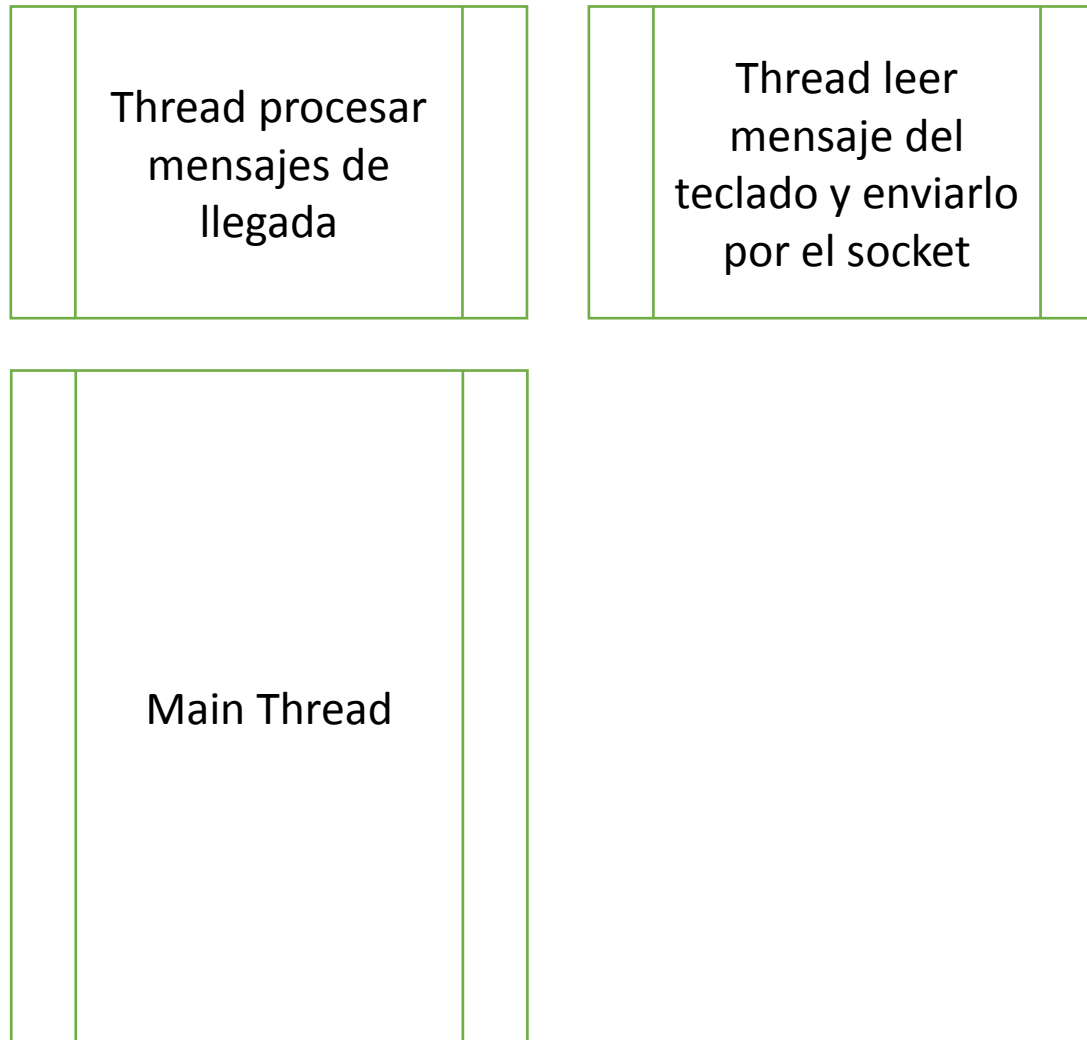 Thread procesar
mensajes de
llegada
Thread leer
mensaje del
teclado y enviarlo
por el socket
Main Thread